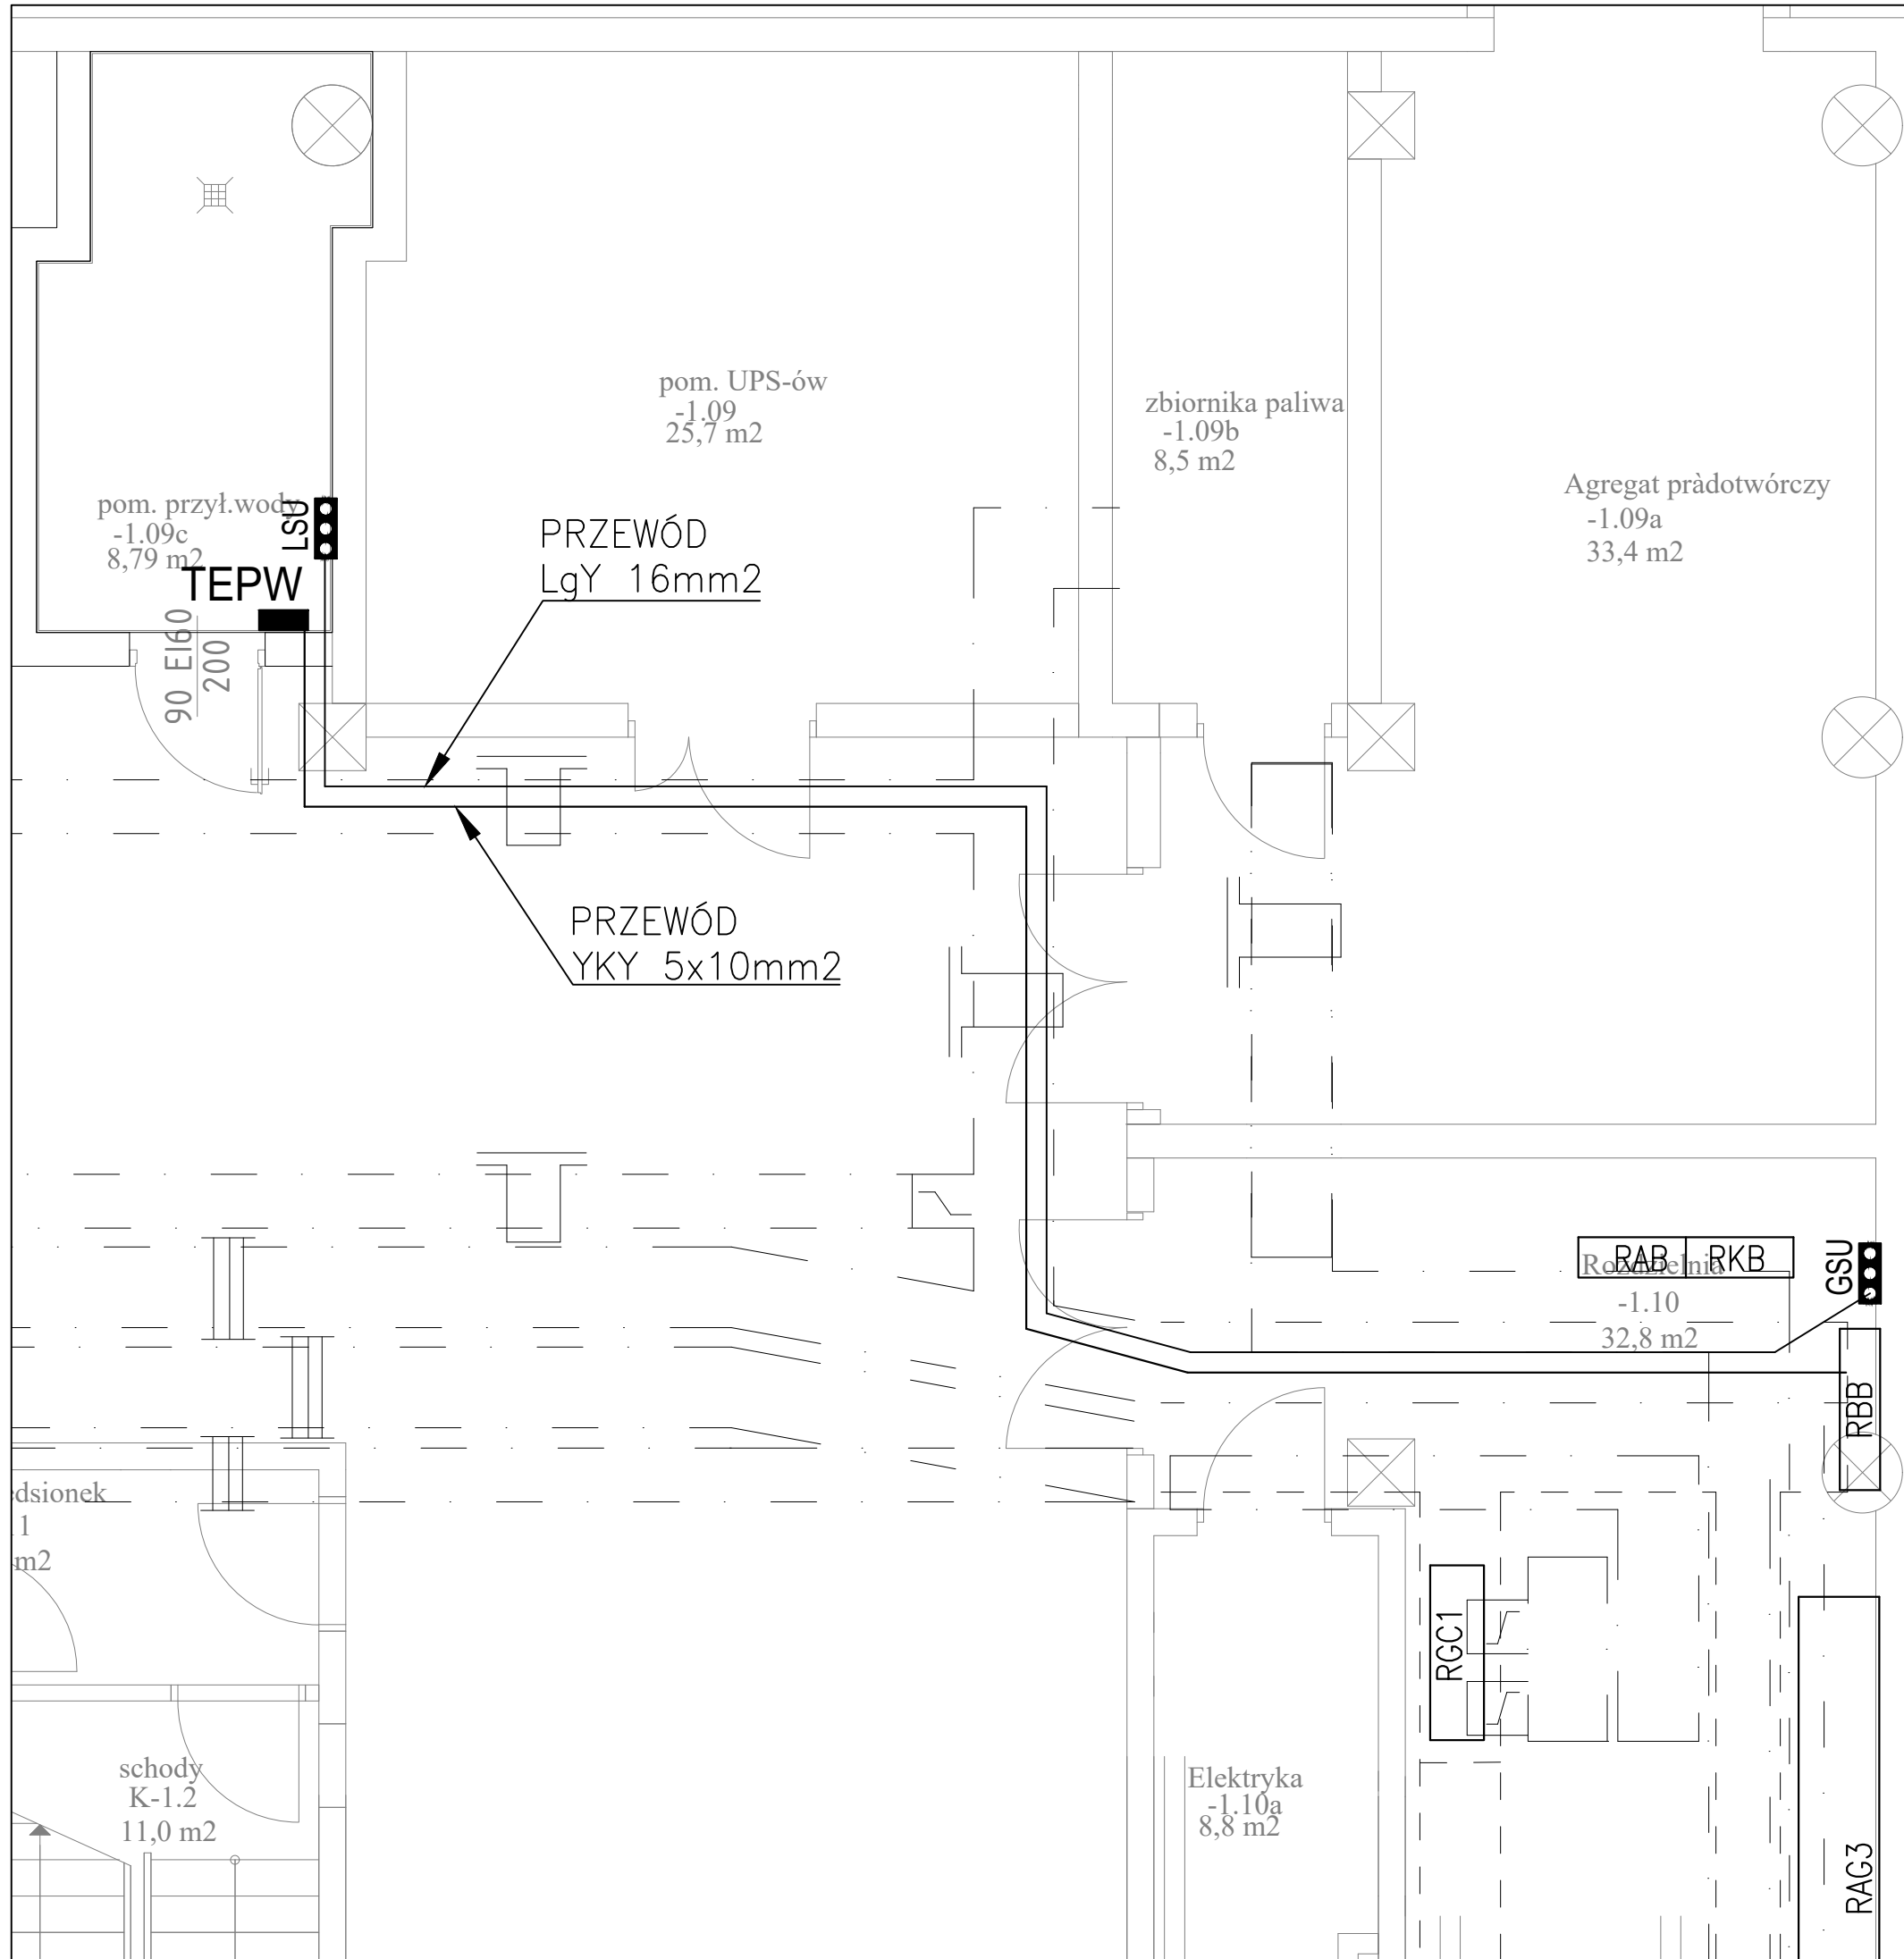 pom. UPS-ów
-1.09
25,7 m2
zbiornika paliwa
-1.09b
8,5 m2
Agregat pràdotwórczy
-1.09a
33,4 m2
pom. przył.wody
-1.09c
8,79 m2
LSU
TEPW
PRZEWÓD
LgY 16mm2
90 EI60
200
PRZEWÓD
YKY 5x10mm2
RAB
RKB
GSU
Rozdzielnia
-1.10
32,8 m2
RBB
edsionek
m2
RGC1
schody
K-1.2
11,0 m2
Elektryka
-1.10a
8,8 m2
RAG3